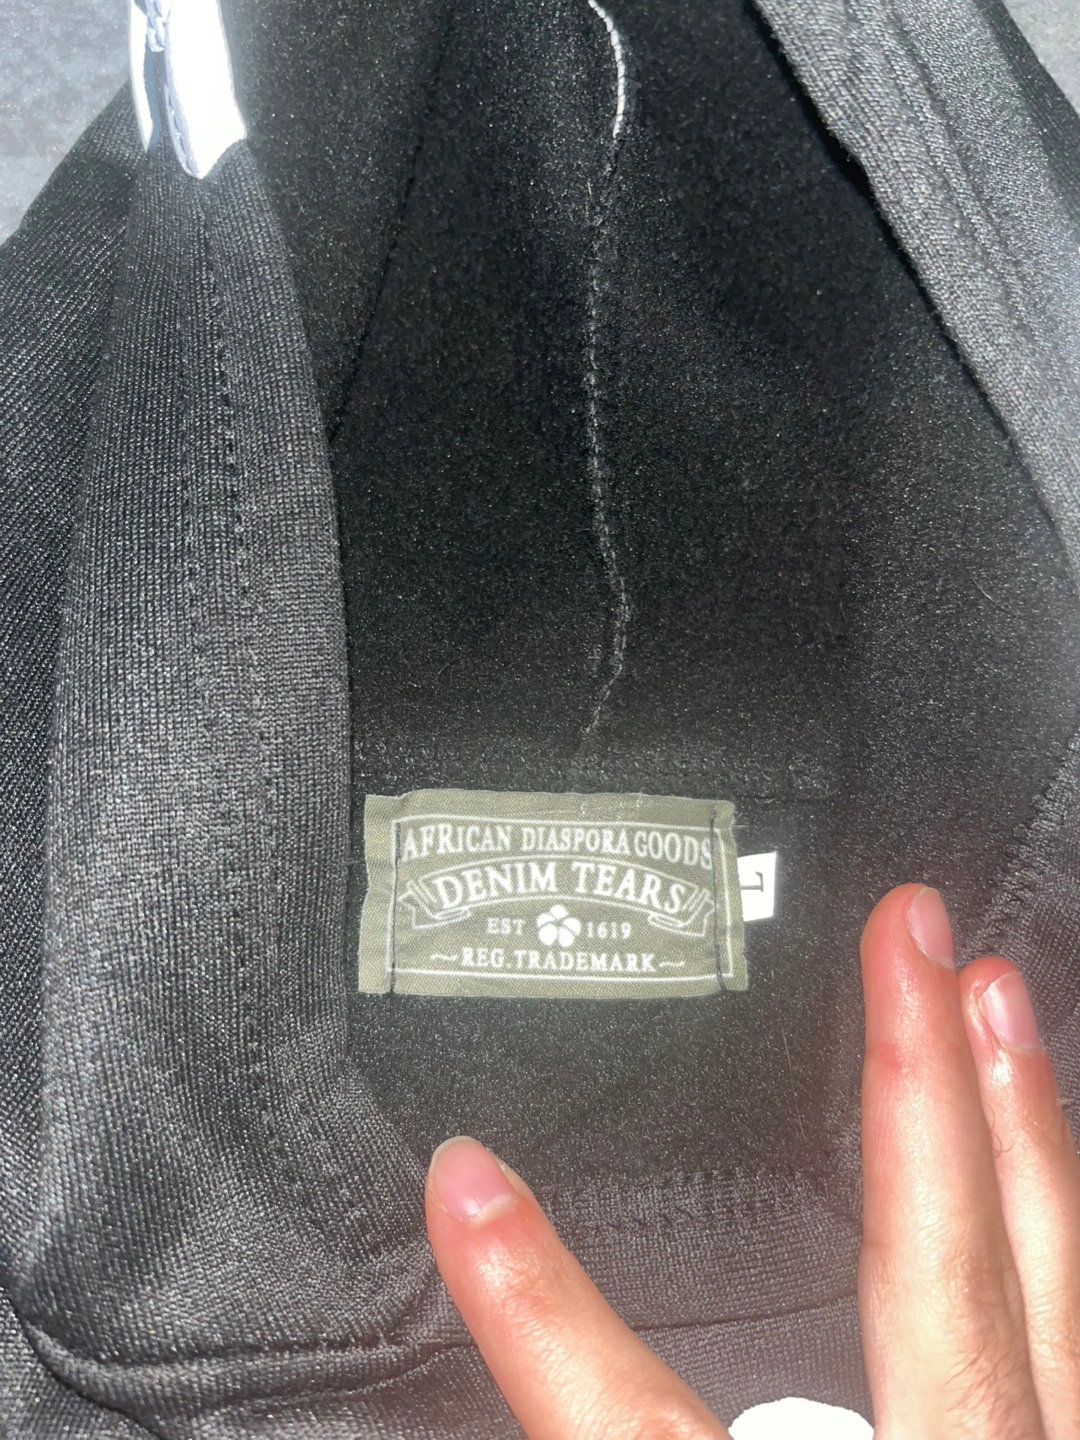 AFRICAN DIASPORA GOODS
DENIM TEARS
EST 1619
~REG.TRADEMARK~
L